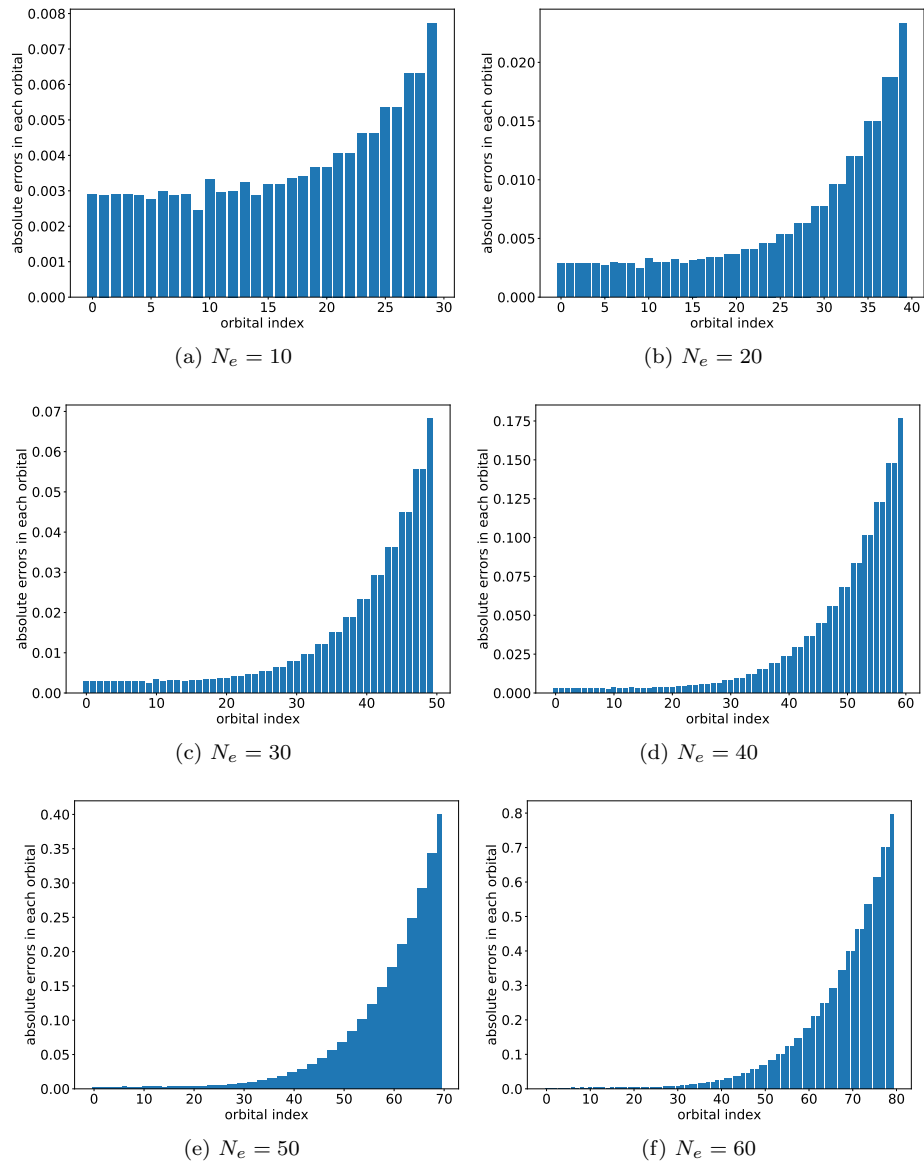 0.008
0.007
0.006
0.005
0.004
0.003
0.002
0.001
0.000
absolute errors in each orbital
0 5 10 15 20 25 30
orbital index
(a) N_e = 10
0.020
0.015
0.010
0.005
0.000
absolute errors in each orbital
0 5 10 15 20 25 30 35 40
orbital index
(b) N_e = 20
0.07
0.06
0.05
0.04
0.03
0.02
0.01
0.00
absolute errors in each orbital
0 10 20 30 40 50
orbital index
(c) N_e = 30
0.175
0.150
0.125
0.100
0.075
0.050
0.025
0.000
absolute errors in each orbital
0 10 20 30 40 50 60
orbital index
(d) N_e = 40
0.40
0.35
0.30
0.25
0.20
0.15
0.10
0.05
0.00
absolute errors in each orbital
0 10 20 30 40 50 60 70
orbital index
(e) N_e = 50
0.8
0.7
0.6
0.5
0.4
0.3
0.2
0.1
0.0
absolute errors in each orbital
0 10 20 30 40 50 60 70 80
orbital index
(f) N_e = 60